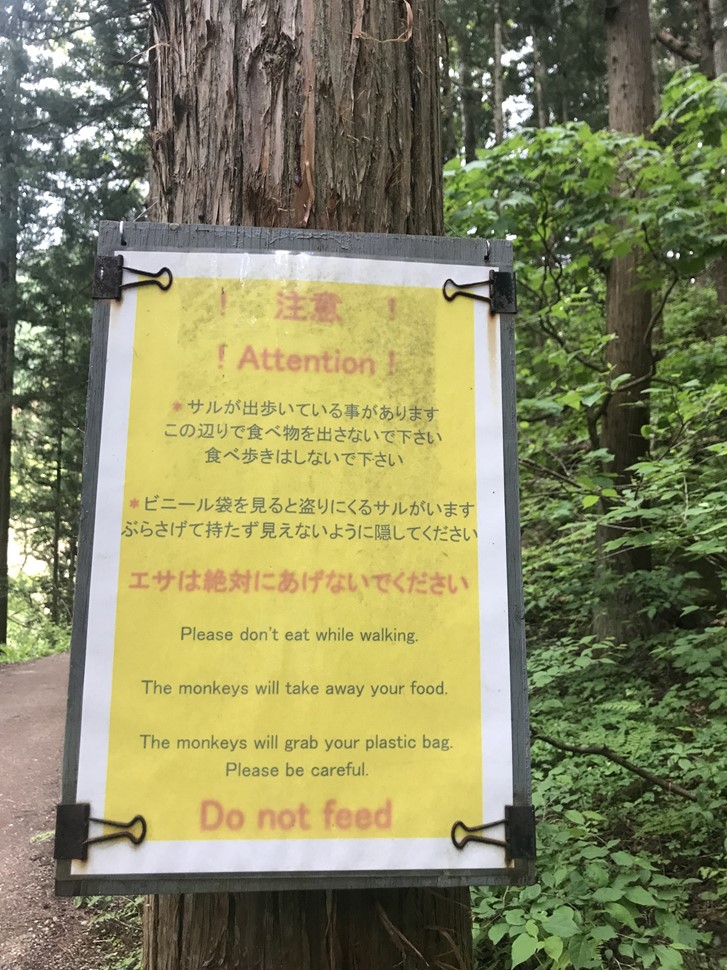 ！ 注意 ！
！Attention！
*サルが出歩いている事があります
この辺りで食べ物を出さないで下さい
食べ歩きはしないで下さい
*ビニール袋を見ると盗りにくるサルがいます
ぶらさげて持たず見えないように隠してください
エサは絶対にあげないでください
Please don't eat while walking.
The monkeys will take away your food.
The monkeys will grab your plastic bag.
Please be careful.
Do not feed